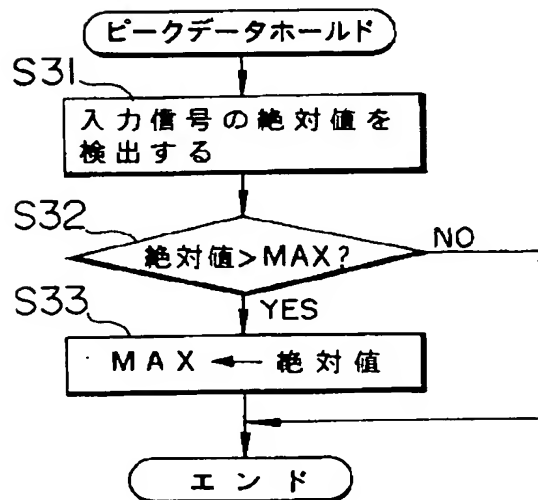 ピークデータホールド
S31
入力信号の絶対値を
検出する
S32
絶対値>MAX?
NO
YES
S33
MAX ← 絶対値
エンド